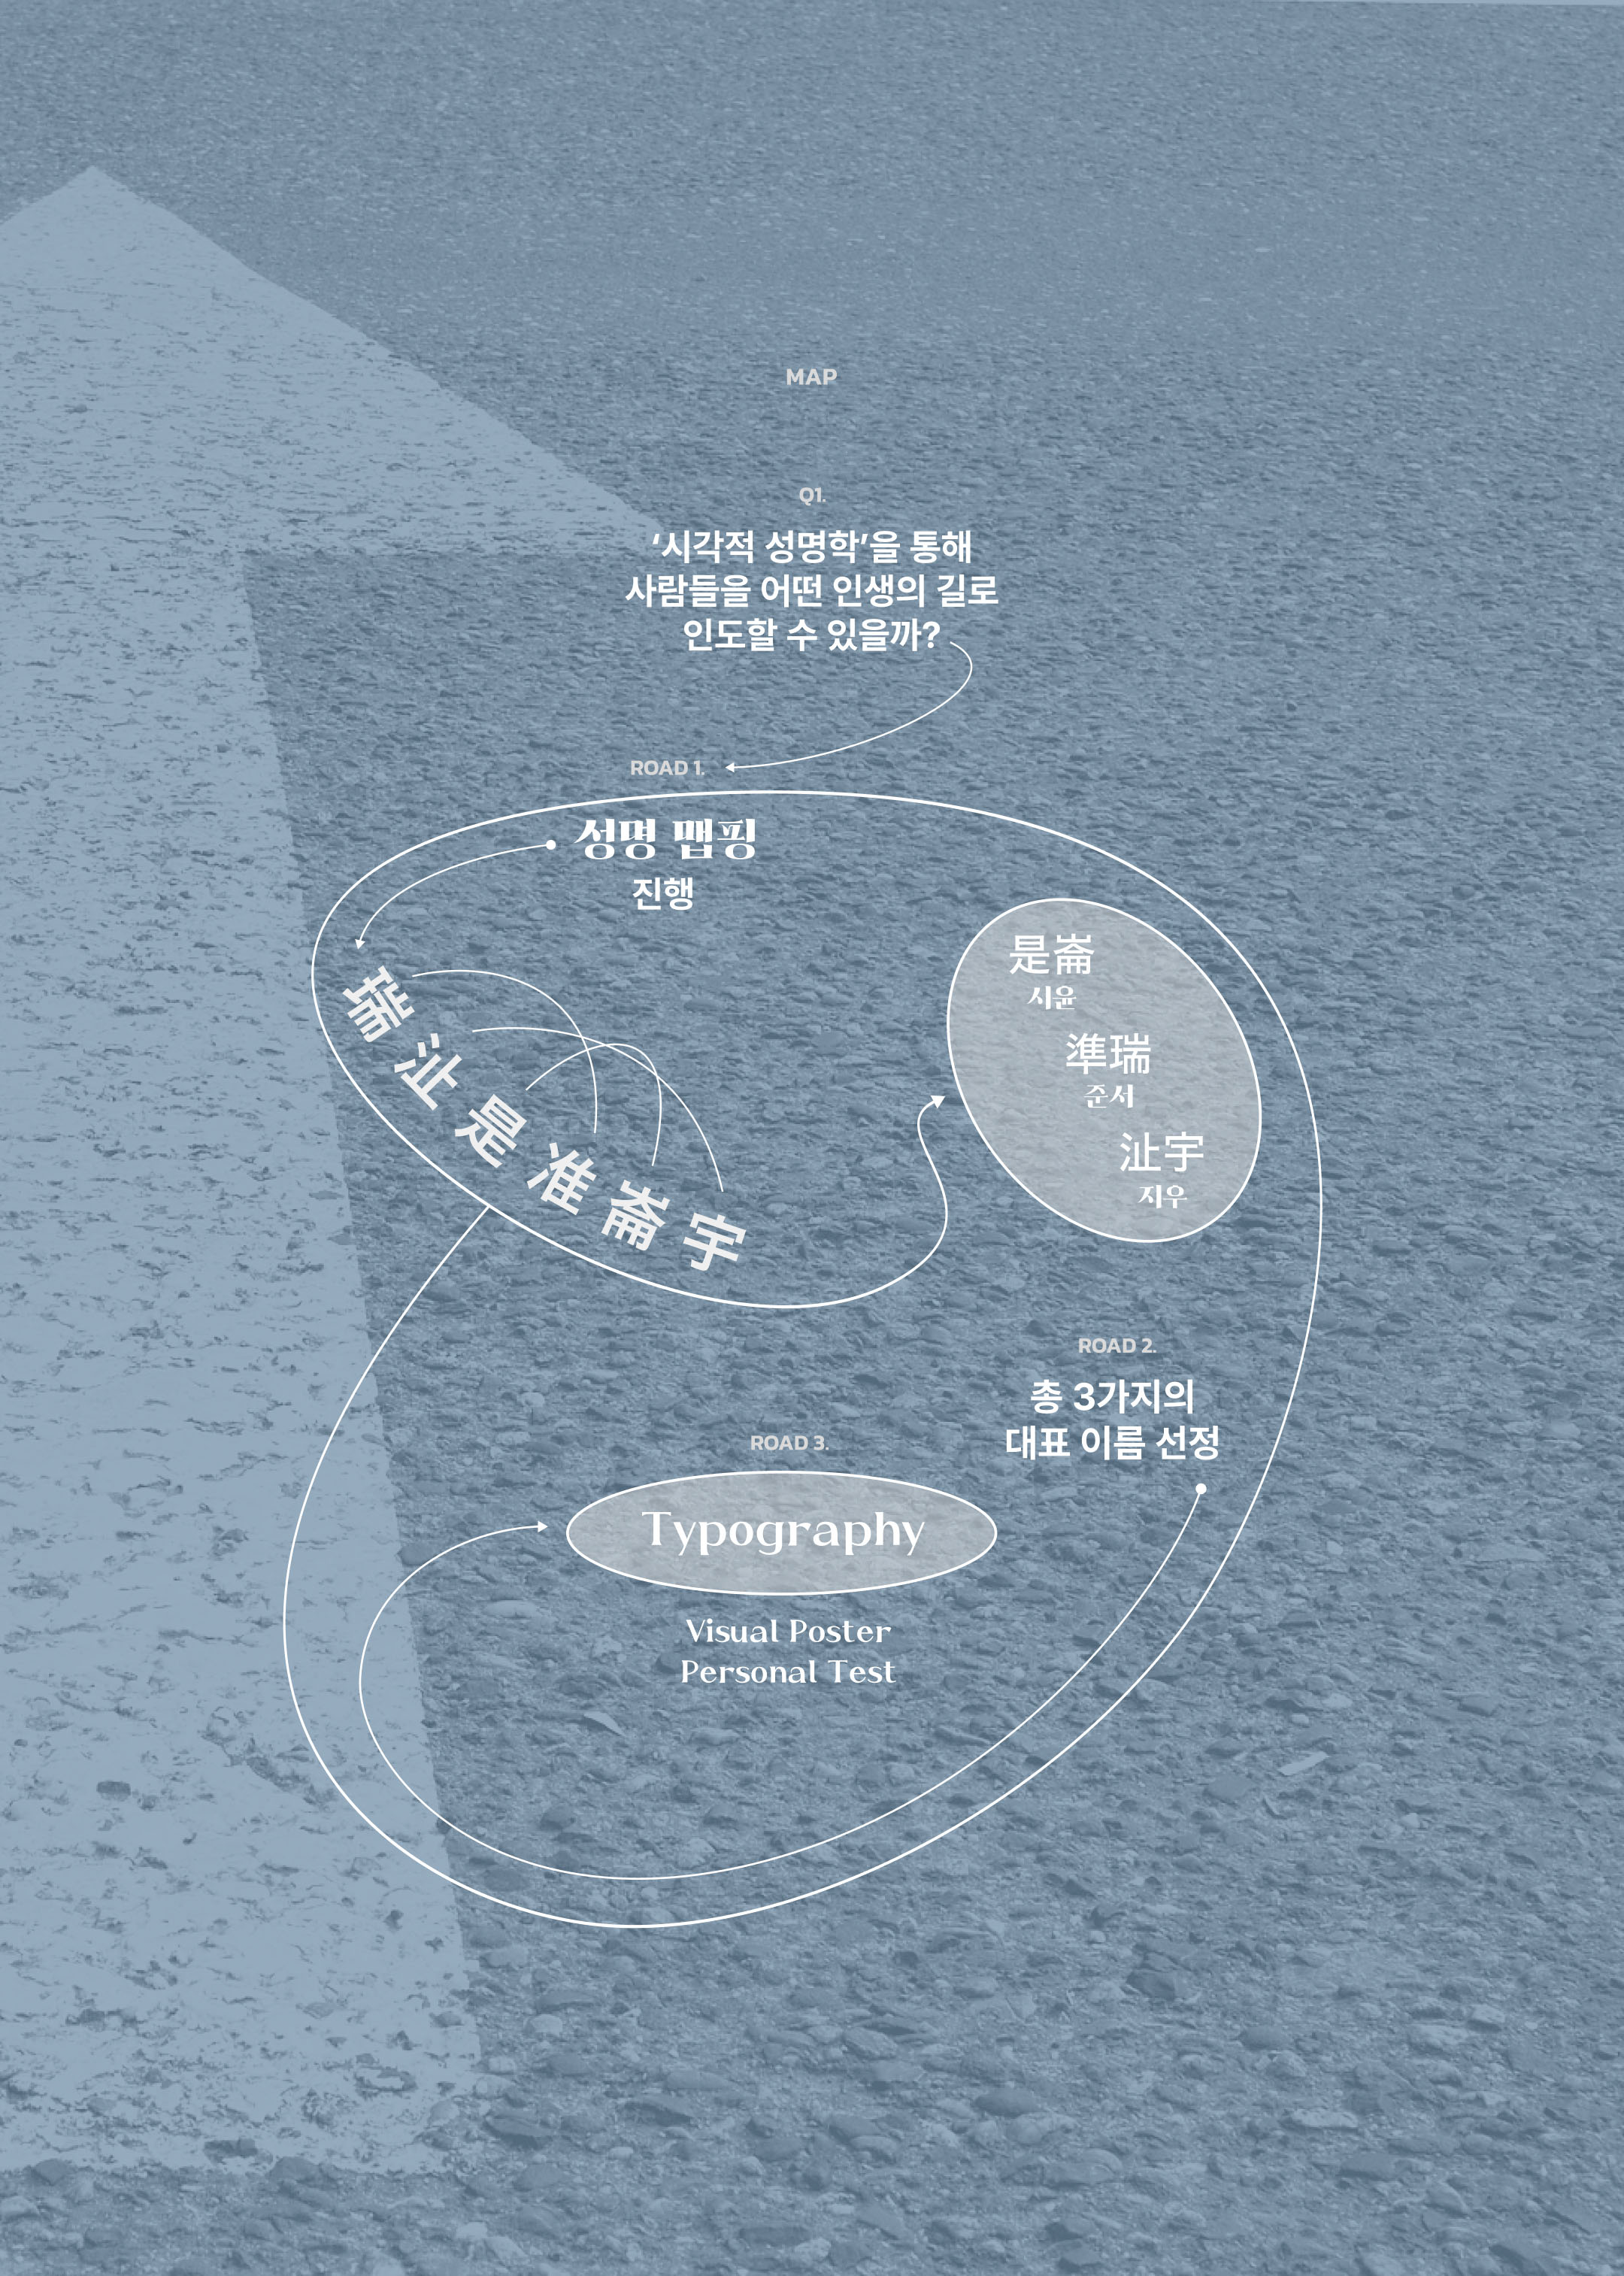 MAP
Q1.
‘시각적 성명학’을 통해
사람들을 어떤 인생의 길로
인도할 수 있을까?
ROAD 1.
성명 맵핑
진행
瑞 沚 是 准 崙 宇
是崙
시윤
準瑞
준서
沚宇
지우
ROAD 2.
총 3가지의
대표 이름 선정
ROAD 3.
Typography
Visual Poster
Personal Test